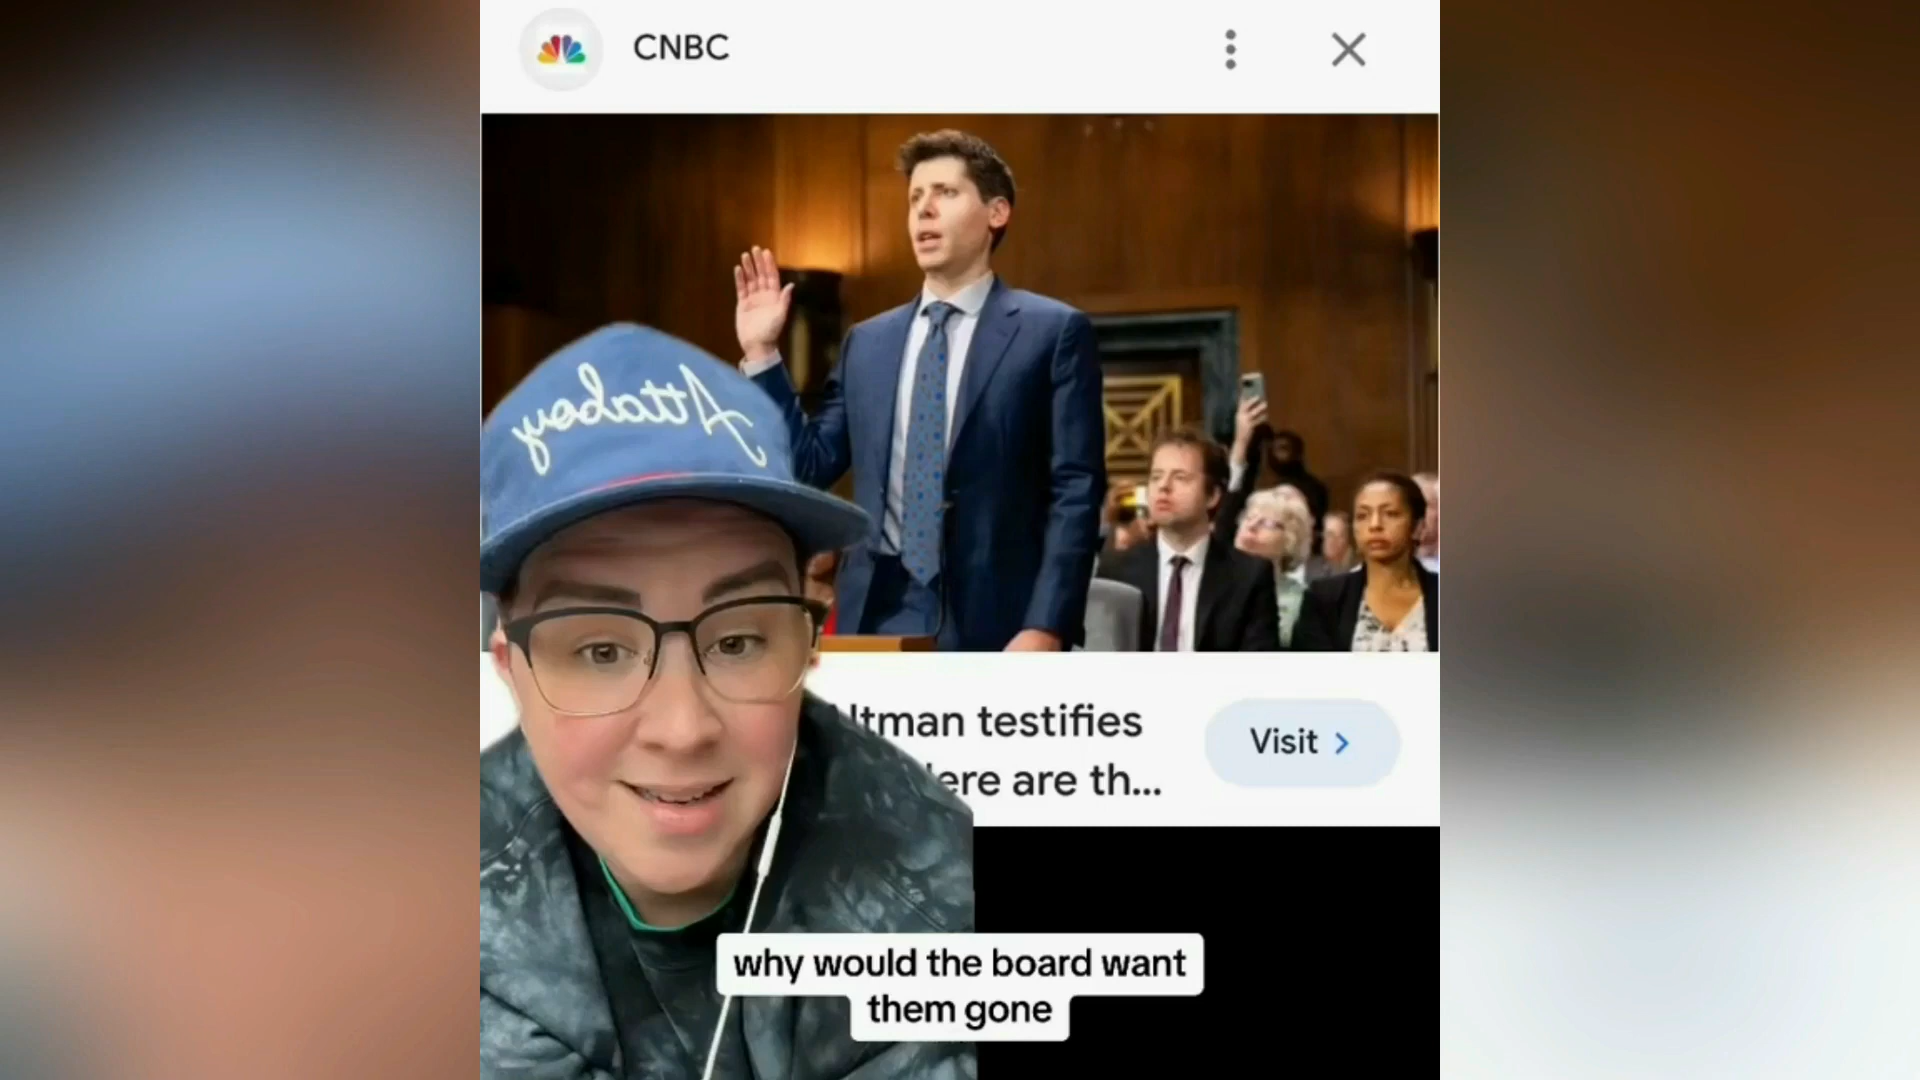 CNBC
Attaboy
ltman testifies
ere are th...
Visit
why would the board want
them gone